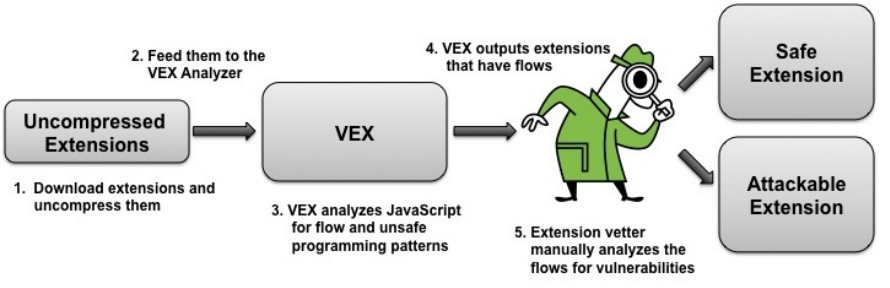 Uncompressed
Extensions
1. Download extensions and
uncompress them
2. Feed them to the
VEX Analyzer
VEX
3. VEX analyzes JavaScript
for flow and unsafe
programming patterns
4. VEX outputs extensions
that have flows
5. Extension vetter
manually analyzes the
flows for vulnerabilities
Safe
Extension
Attackable
Extension